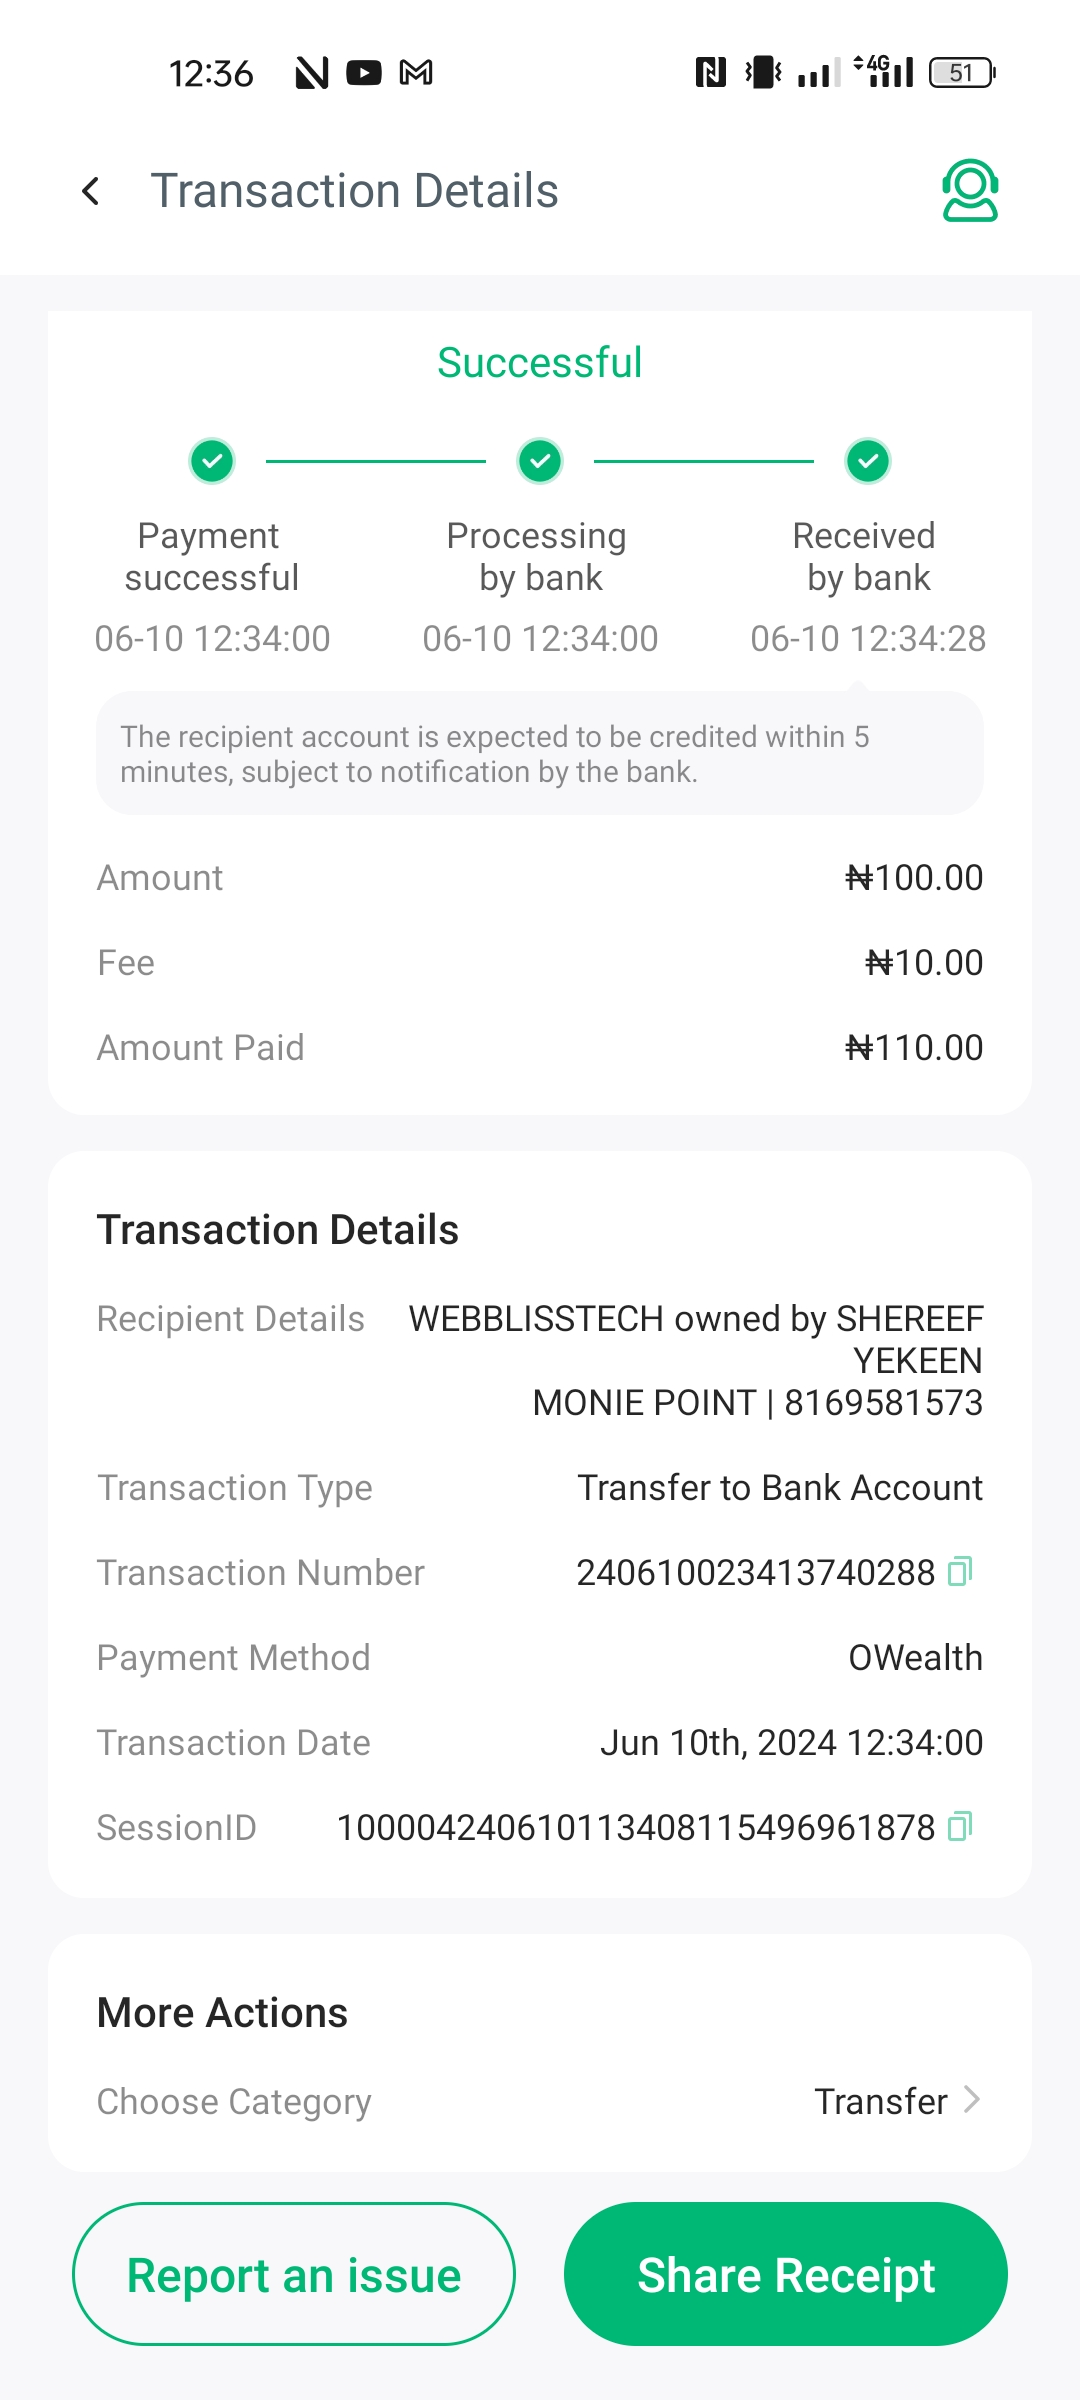 12:36
4G
51
Transaction Details
Successful
Payment successful
06-10 12:34:00
Processing by bank
06-10 12:34:00
Received by bank
06-10 12:34:28
The recipient account is expected to be credited within 5
minutes, subject to notification by the bank.
Amount ₦100.00
Fee ₦10.00
Amount Paid ₦110.00
Transaction Details
Recipient Details WEBBLISSTECH owned by SHEREEF
YEKEEN
MONIE POINT | 8169581573
Transaction Type Transfer to Bank Account
Transaction Number 240610023413740288
Payment Method OWealth
Transaction Date Jun 10th, 2024 12:34:00
SessionID 100004240610113408115496961878
More Actions
Choose Category Transfer
Report an issue
Share Receipt